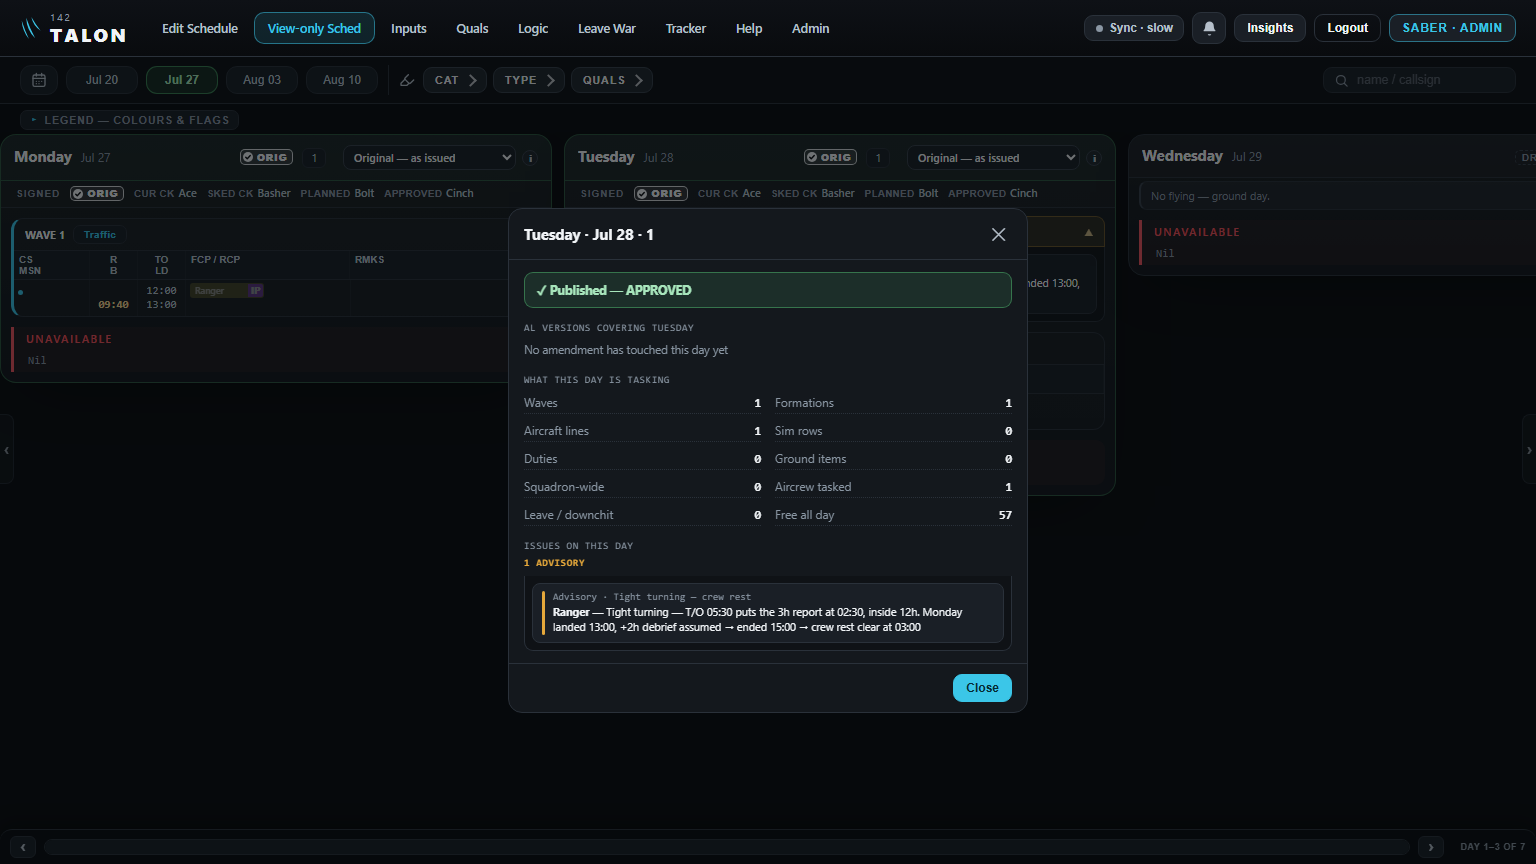 142
TALON
Edit Schedule
View-only Sched
Inputs
Quals
Logic
Leave War
Tracker
Help
Admin
Sync · slow
Insights
Logout
SABER · ADMIN
Jul 20
Jul 27
Aug 03
Aug 10
CAT
TYPE
QUALS
name / callsign
LEGEND — COLOURS & FLAGS
Monday Jul 27
ORIG
1
Original — as issued
i
SIGNED ORIG CUR CK Ace SKED CK Basher PLANNED Bolt APPROVED Cinch
WAVE 1 Traffic
CS R TO FCP / RCP RMKS
MSN B LD
12:00 Ranger IP
09:40 13:00
UNAVAILABLE
Nil
Tuesday Jul 28
ORIG
1
Original — as issued
i
SIGNED ORIG CUR CK Ace SKED CK Basher PLANNED Bolt APPROVED Cinch
nded 13:00,
Wednesday Jul 29
DR
No flying — ground day.
UNAVAILABLE
Nil
Tuesday · Jul 28 · 1
✓ Published — APPROVED
AL VERSIONS COVERING TUESDAY
No amendment has touched this day yet
WHAT THIS DAY IS TASKING
Waves 1 Formations 1
Aircraft lines 1 Sim rows 0
Duties 0 Ground items 0
Squadron-wide 0 Aircrew tasked 1
Leave / downchit 0 Free all day 57
ISSUES ON THIS DAY
1 ADVISORY
Advisory · Tight turning — crew rest
Ranger — Tight turning — T/O 05:30 puts the 3h report at 02:30, inside 12h. Monday
landed 13:00, +2h debrief assumed → ended 15:00 → crew rest clear at 03:00
Close
DAY 1–3 OF 7